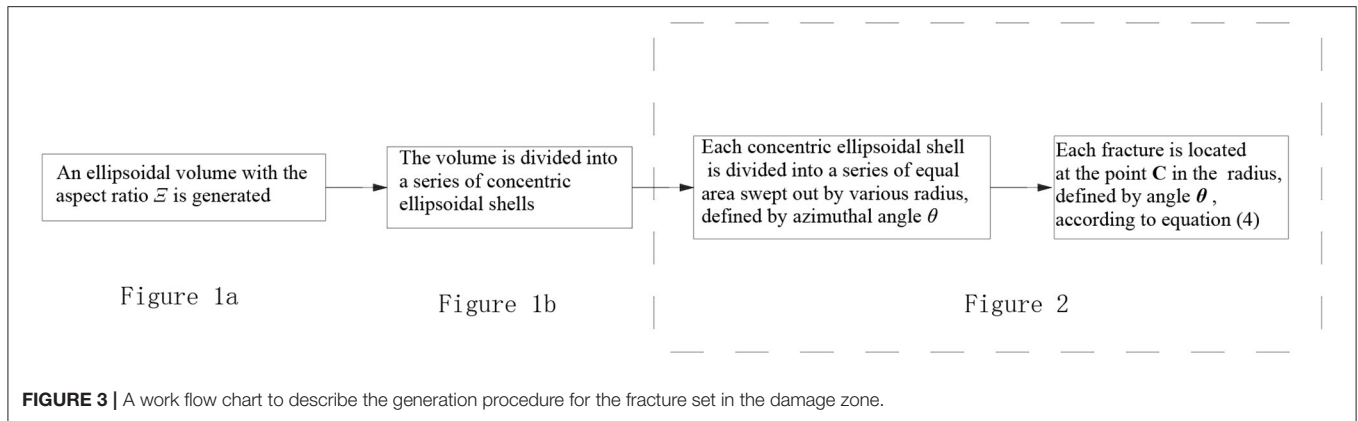 An ellipsoidal volume with the
aspect ratio Ξ is generated
The volume is divided into
a series of concentric
ellipsoidal shells
Each concentric ellipsoidal shell
is divided into a series of equal
area swept out by various radius,
defined by azimuthal angle θ
Each fracture is located
at the point C in the radius,
defined by angle θ ,
according to equation (4)
Figure 1a
Figure 1b
Figure 2
FIGURE 3 | A work flow chart to describe the generation procedure for the fracture set in the damage zone.